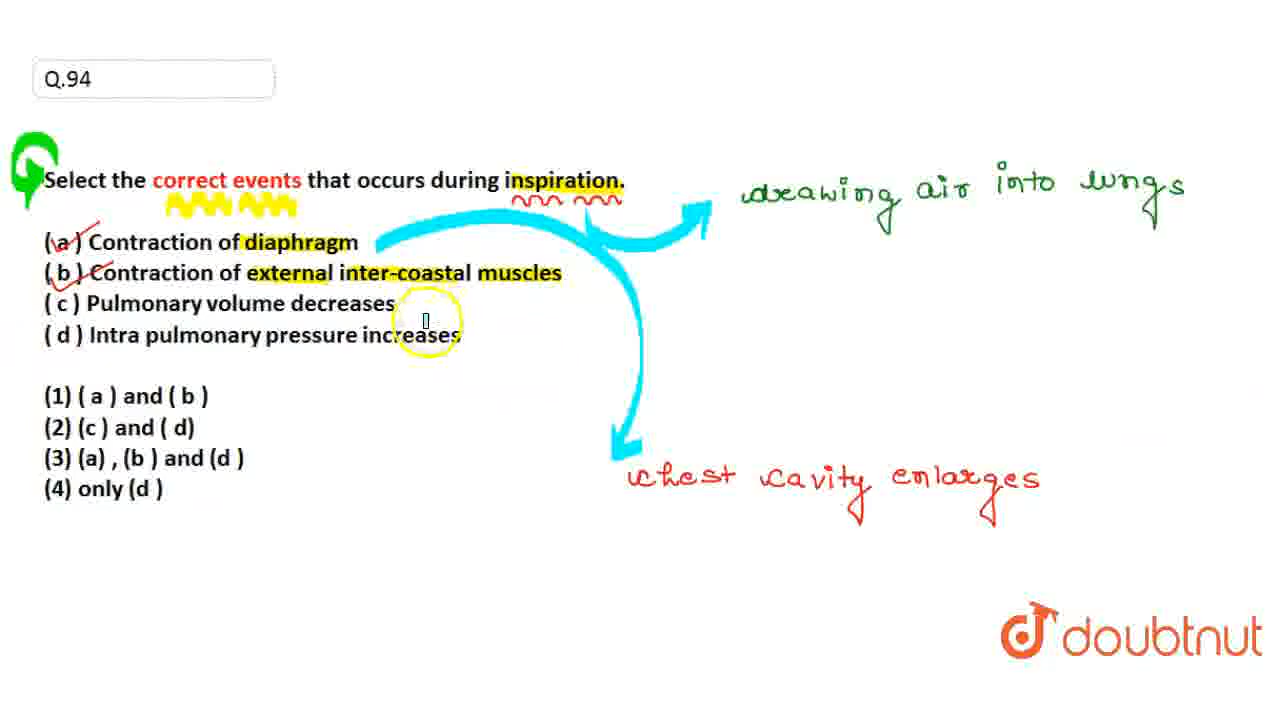 Q.94
Select the correct events that occurs during inspiration.
drawing air into lungs
( a ) Contraction of diaphragm
( b ) Contraction of external inter-coastal muscles
( c ) Pulmonary volume decreases
( d ) Intra pulmonary pressure increases
(1) ( a ) and ( b )
(2) (c ) and ( d)
(3) (a) , (b ) and (d )
(4) only (d )
chest cavity enlarges
doubtnut